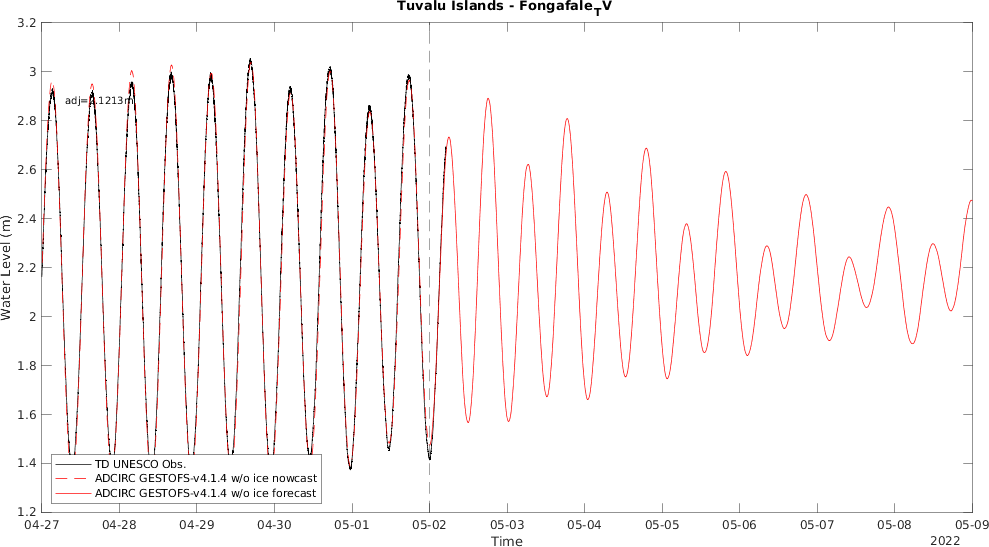 Tuvalu Islands - FongafaleTV
3.2
3
2.8
2.6
2.4
2.2
2
1.8
1.6
1.4
1.2
Water Level (m)
adj=2.1213m
TD UNESCO Obs.
ADCIRC GESTOFS-v4.1.4 w/o ice nowcast
ADCIRC GESTOFS-v4.1.4 w/o ice forecast
04-27 04-28 04-29 04-30 05-01 05-02 05-03 05-04 05-05 05-06 05-07 05-08 05-09
Time
2022